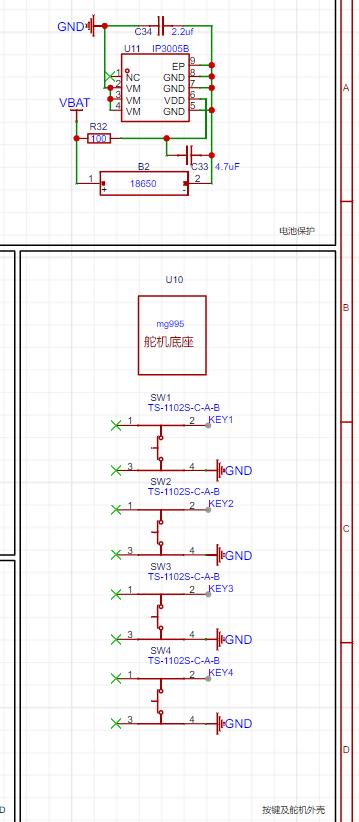 GND
C34 2.2uf
U11 IP3005B
1 NC EP 9
2 VM GND 8
3 VM GND 7
4 VM VDD 6
GND 5
VBAT
R32
100
C33 4.7uF
B2
1 + 18650 - 2
电池保护
A
U10
mg995
舵机底座
B
SW1
TS-1102S-C-A-B
1 2 KEY1
3 4 GND
SW2
TS-1102S-C-A-B
1 2 KEY2
3 4 GND
C
SW3
TS-1102S-C-A-B
1 2 KEY3
3 4 GND
SW4
TS-1102S-C-A-B
1 2 KEY4
3 4 GND
D
D
按键及舵机外壳